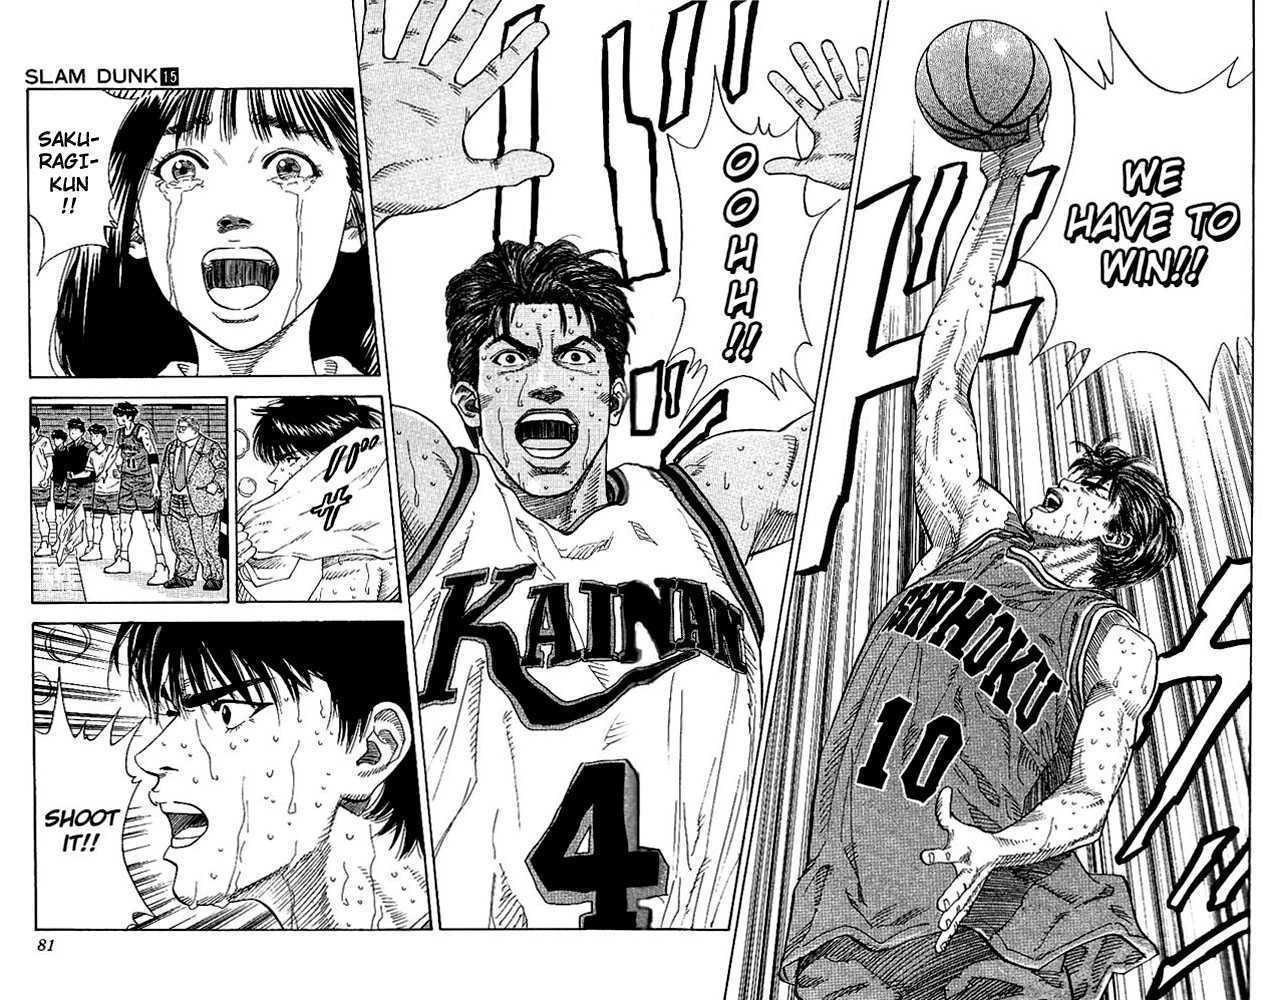 WE
HAVE TO
WIN!!
SHOHOKU
10
OOHH!!
KAINAN
4
SLAM DUNK 15
SAKU-
RAGI-
KUN
!!
SHOOT
IT!!
81